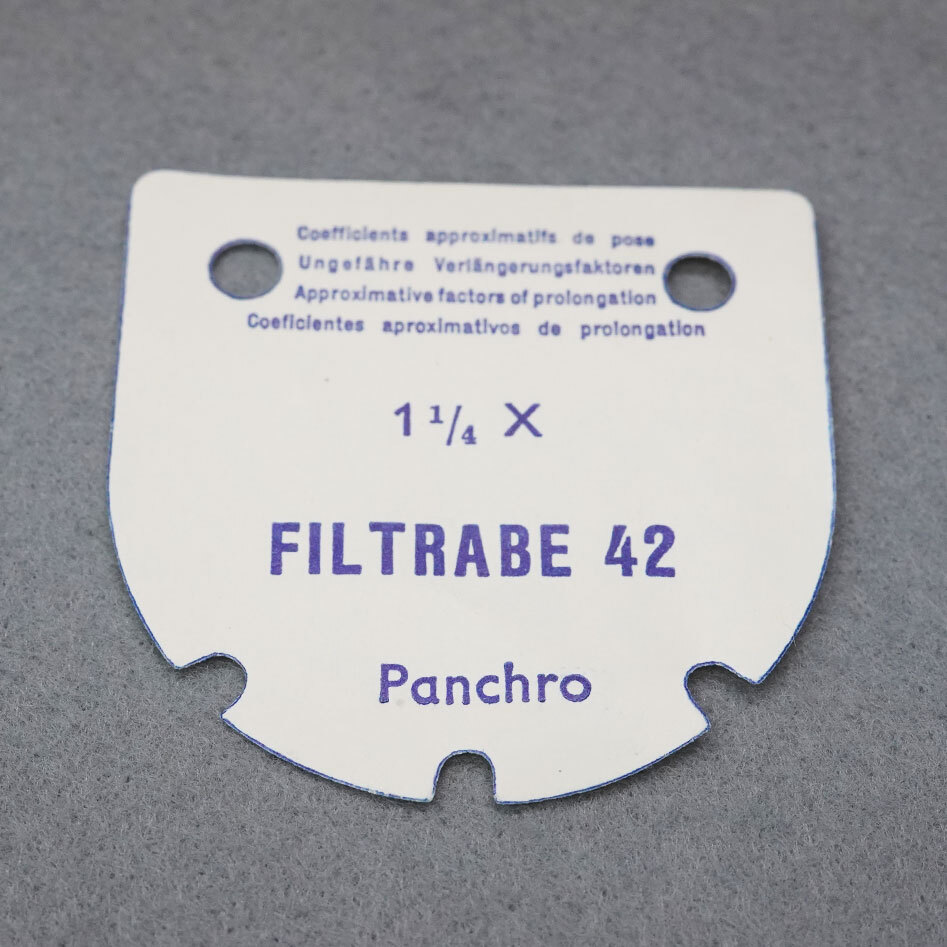 Coefficients approximatifs de pose
Ungefähre Verlängerungsfaktoren
Approximative factors of prolongation
Coeficientes aproximativos de prolongation
1 1/4 X
FILTRABE 42
Panchro